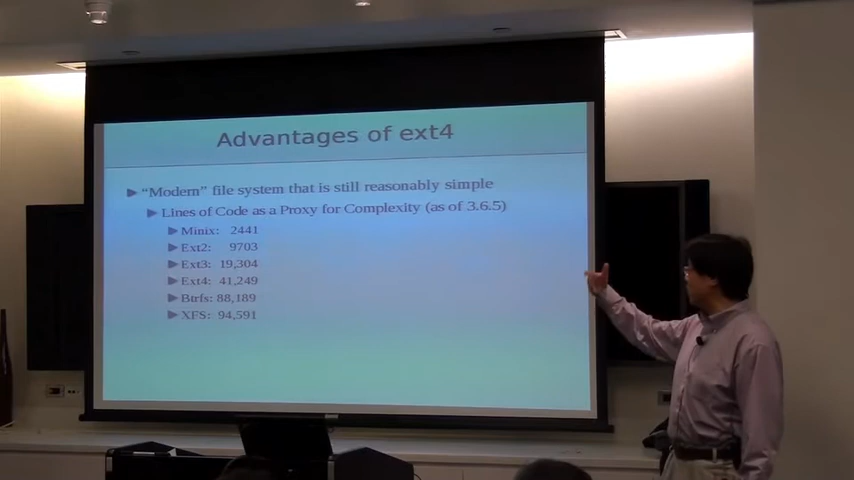 Advantages of ext4
“Modern” file system that is still reasonably simple
Lines of Code as a Proxy for Complexity (as of 3.6.5)
Minix: 2441
Ext2: 9703
Ext3: 19,304
Ext4: 41,249
Btrfs: 88,189
XFS: 94,591